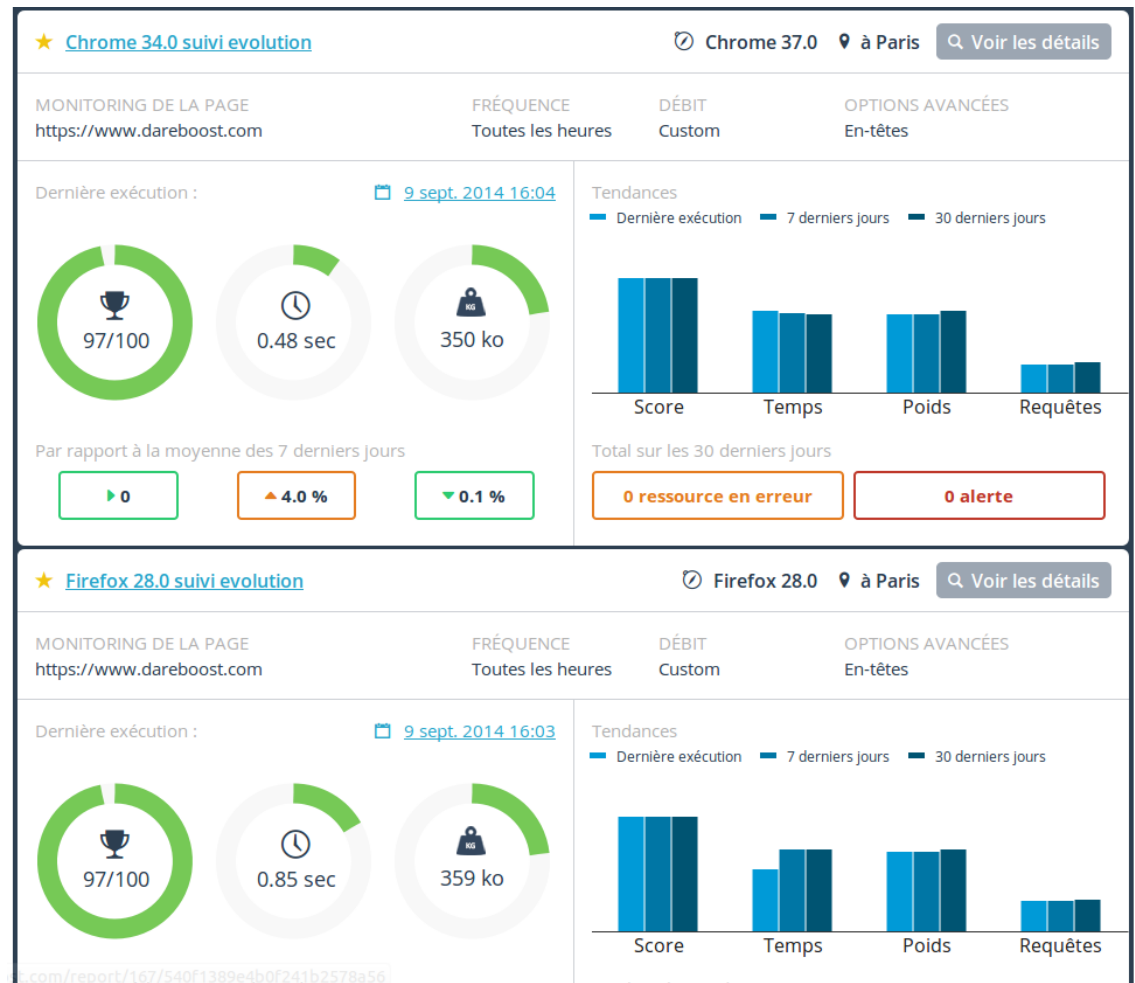 Chrome 34.0 suivi evolution Chrome 37.0 à Paris Voir les détails
MONITORING DE LA PAGE FRÉQUENCE DÉBIT OPTIONS AVANCÉES
https://www.dareboost.com Toutes les heures Custom En-têtes
Dernière exécution : 9 sept. 2014 16:04 Tendances
Dernière exécution 7 derniers jours 30 derniers jours
KG
97/100 0.48 sec 350 ko
Score Temps Poids Requêtes
Par rapport à la moyenne des 7 derniers jours Total sur les 30 derniers jours
0 4.0 % 0.1 % 0 ressource en erreur 0 alerte
Firefox 28.0 suivi evolution Firefox 28.0 à Paris Voir les détails
MONITORING DE LA PAGE FRÉQUENCE DÉBIT OPTIONS AVANCÉES
https://www.dareboost.com Toutes les heures Custom En-têtes
Dernière exécution : 9 sept. 2014 16:03 Tendances
Dernière exécution 7 derniers jours 30 derniers jours
KG
97/100 0.85 sec 359 ko
Score Temps Poids Requêtes
st.com/report/167/540f1389e4b0f241b2578a56